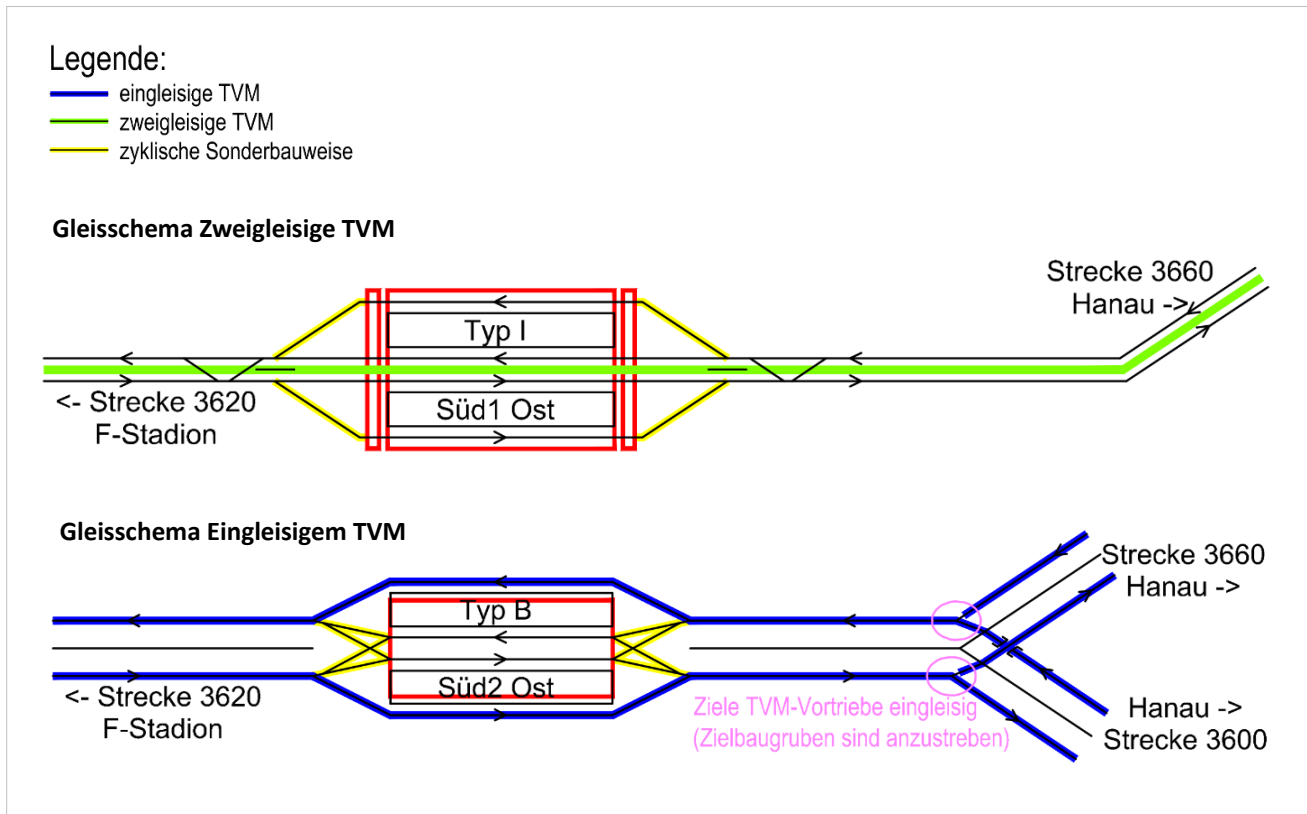 Legende:
eingleisige TVM
zweigleisige TVM
zyklische Sonderbauweise
Gleisschema Zweigleisige TVM
Strecke 3660
Hanau ->
Typ I
Süd1 Ost
<- Strecke 3620
F-Stadion
Gleisschema Eingleisigem TVM
Strecke 3660
Hanau ->
Typ B
Süd2 Ost
<- Strecke 3620
F-Stadion
Ziele TVM-Vortriebe eingleisig
(Zielbaugruben sind anzustreben)
Hanau ->
Strecke 3600